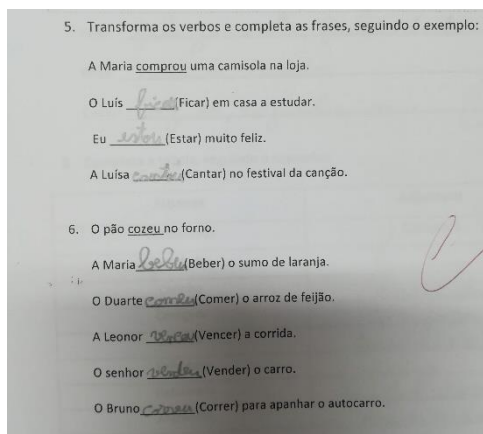 5. Transforma os verbos e completa as frases, seguindo o exemplo:
A Maria comprou uma camisola na loja.
O Luís (Ficar) em casa a estudar.
Eu estou (Estar) muito feliz.
A Luísa cantou (Cantar) no festival da canção.
6. O pão cozeu no forno.
A Maria bebeu (Beber) o sumo de laranja.
O Duarte comeu (Comer) o arroz de feijão.
A Leonor (Vencer) a corrida.
O senhor vendeu (Vender) o carro.
O Bruno correu (Correr) para apanhar o autocarro.